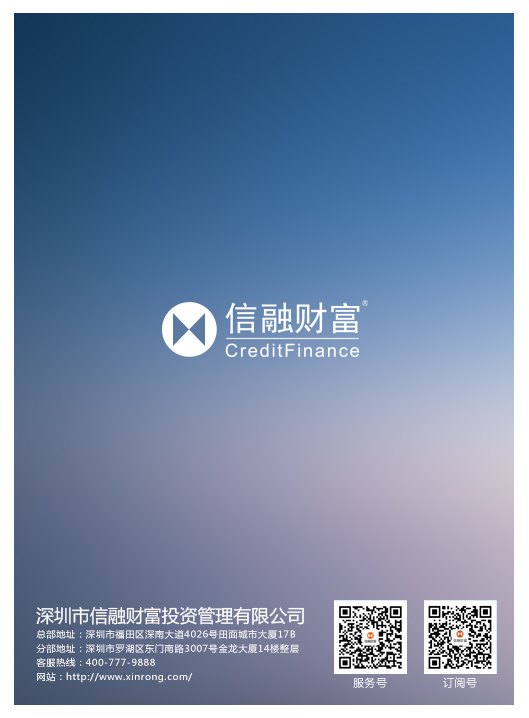 信融财富®
CreditFinance
深圳市信融财富投资管理有限公司
总部地址：深圳市福田区深南大道4026号田面城市大厦17B
分部地址：深圳市罗湖区东门南路3007号金龙大厦14楼整层
客服热线：400-777-9888
网站：http://www.xinrong.com/
服务号
订阅号